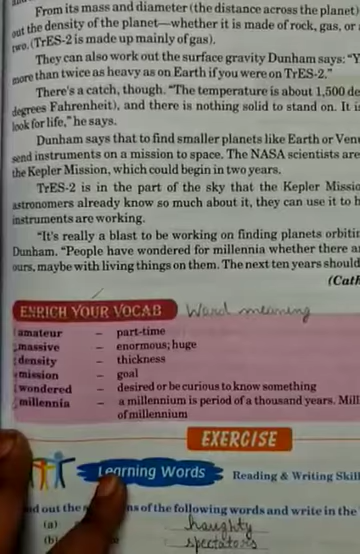 From its mass and diameter (the distance across the planet)
out the density of the planet—whether it is made of rock, gas, or
two. (TrES-2 is made up mainly of gas).
They can also work out the surface gravity Dunham says: "Y
more than twice as heavy as on Earth if you were on TrES-2."
There's a catch, though. "The temperature is about 1,500 de
degrees Fahrenheit), and there is nothing solid to stand on. It is
look for life," he says.
Dunham says that to find smaller planets like Earth or Ven
send instruments on a mission to space. The NASA scientists are
the Kepler Mission, which could begin in two years.
TrES-2 is in the part of the sky that the Kepler Missio
astronomers already know so much about it, they can use it to h
instruments are working.
"It's really a blast to be working on finding planets orbitin
Dunham. "People have wondered for millennia whether there a
ours, maybe with living things on them. The next ten years should
(Cath
ENRICH YOUR VOCAB Word meaning
amateur – part-time
massive – enormous; huge
density – thickness
mission – goal
wondered – desired or be curious to know something
millennia – a millennium is period of a thousand years. Mill
of millennium
EXERCISE
Learning Words Reading & Writing Skill
out the ns of the following words and write in the
(a) haughty
(b) spectators